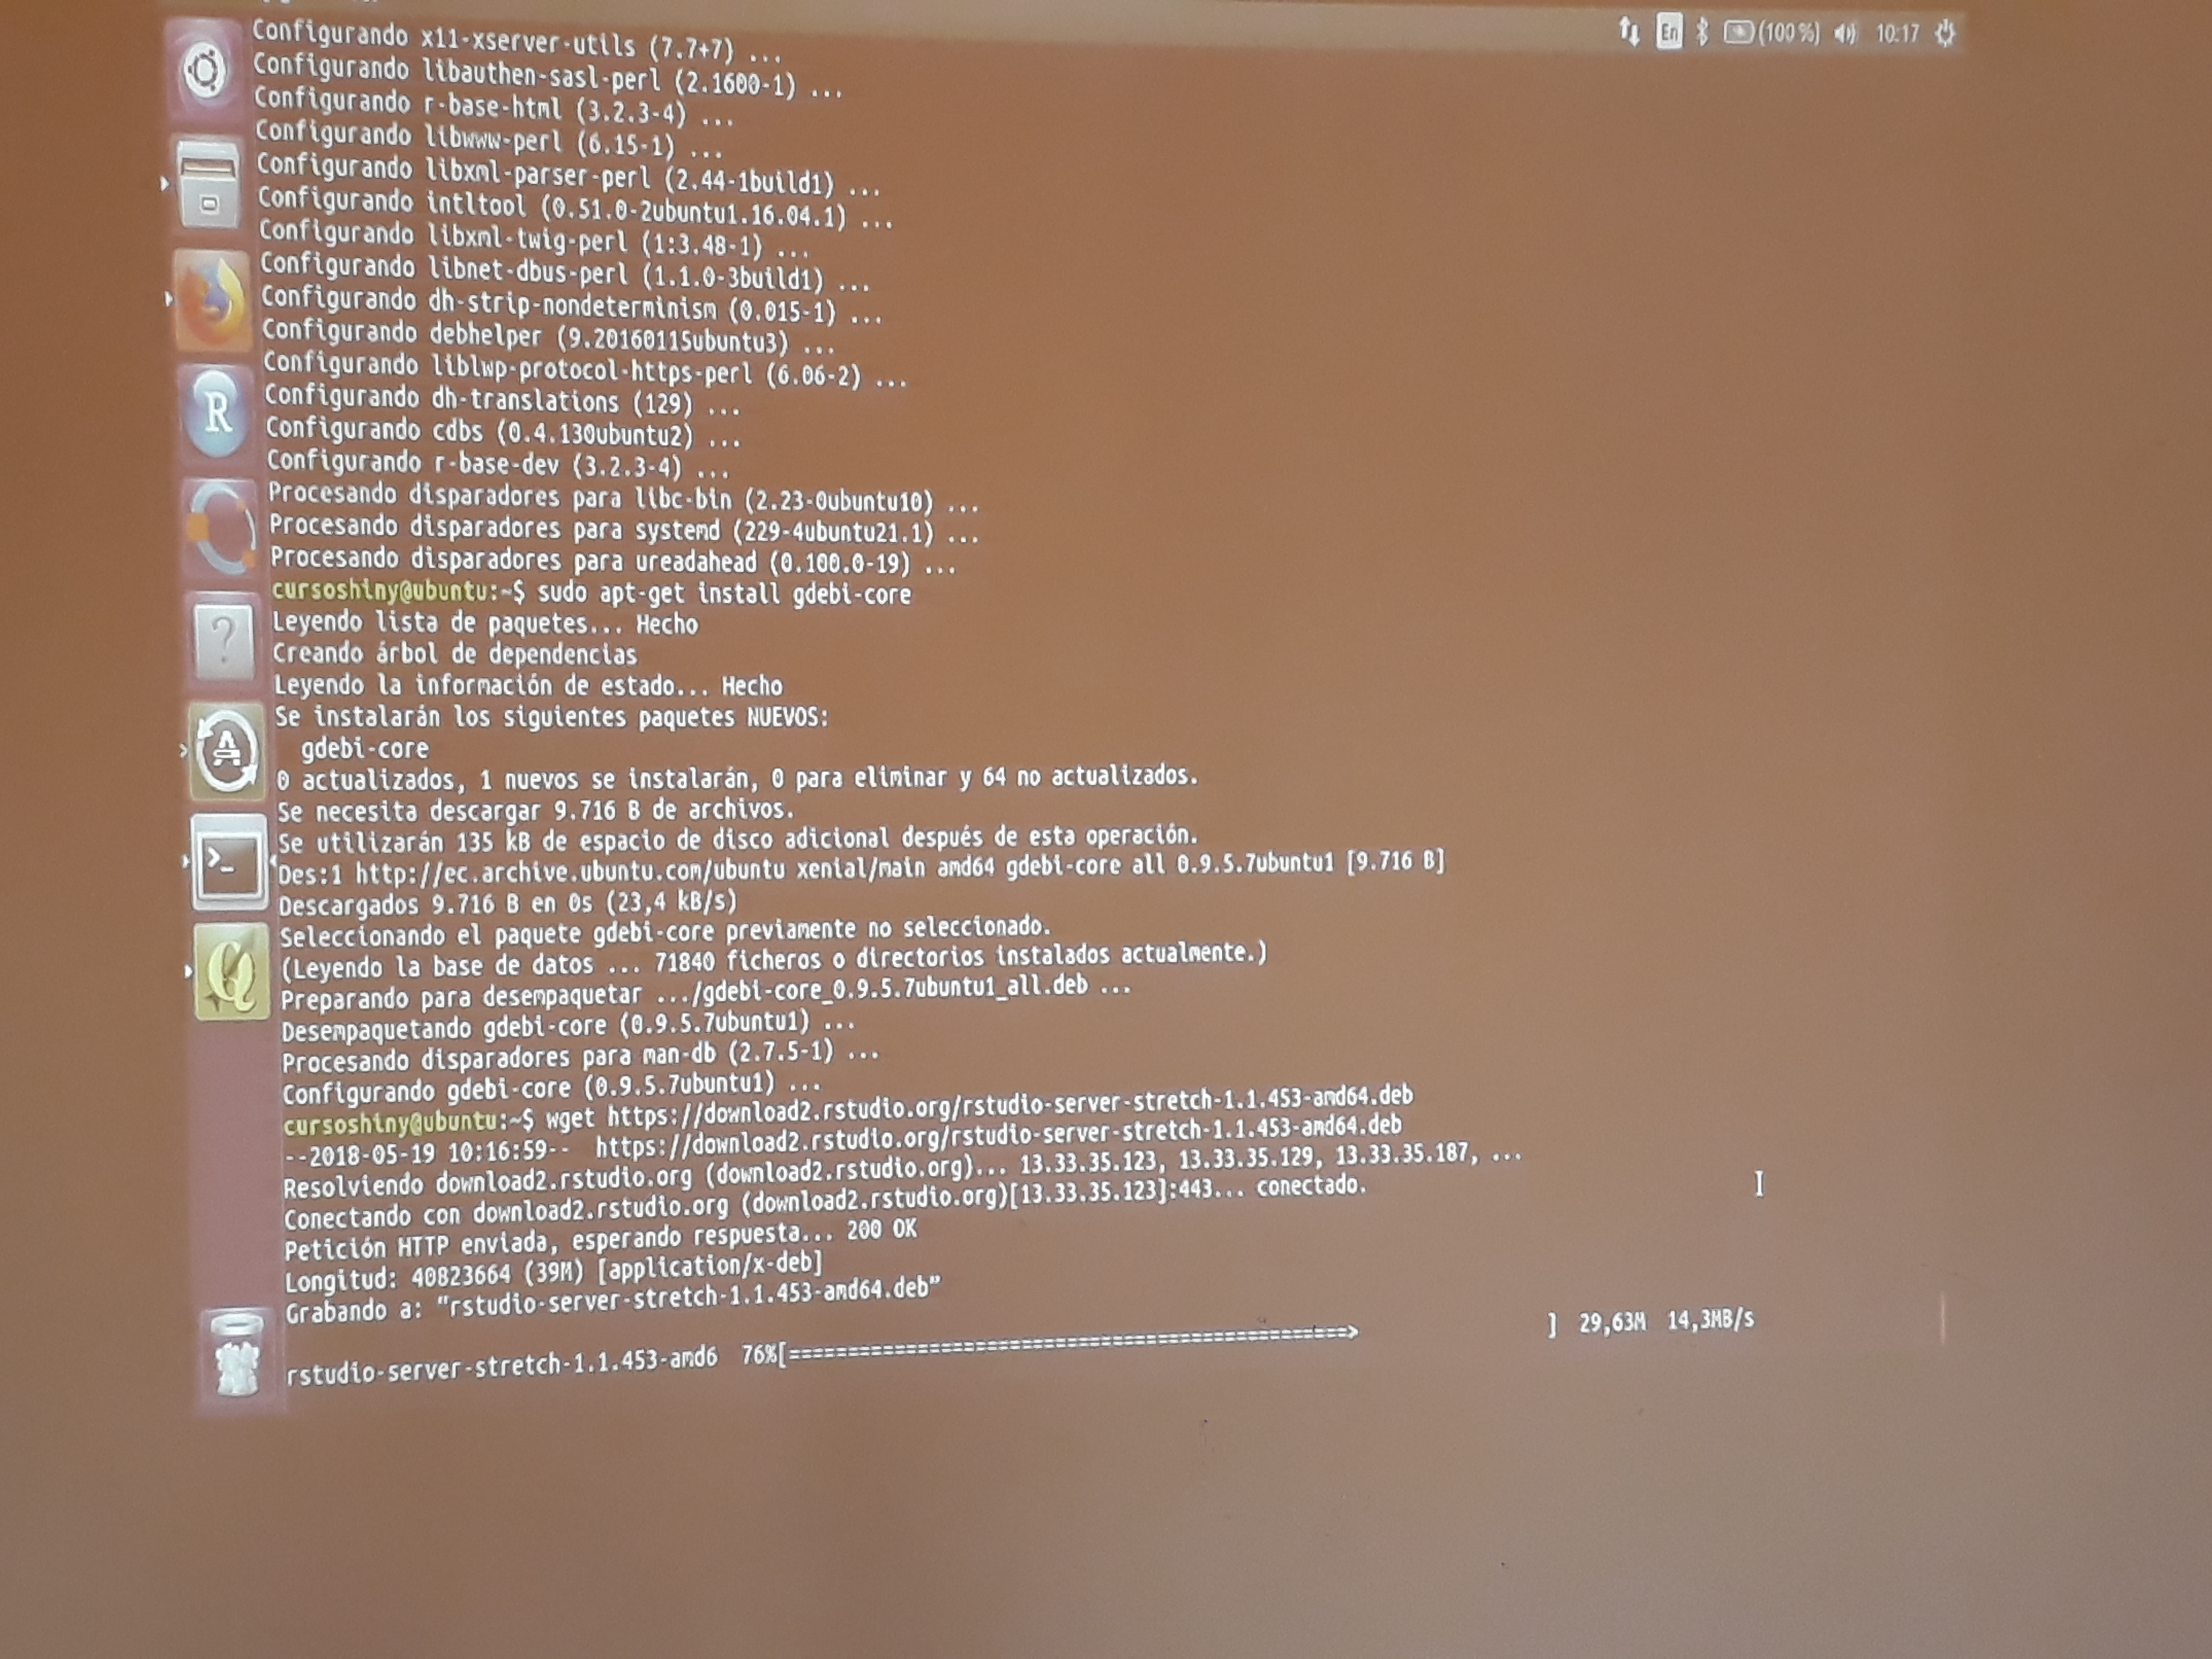 En (100%) 10:17
Configurando x11-xserver-utils (7.7+7) ...
Configurando libauthen-sasl-perl (2.1600-1) ...
Configurando r-base-html (3.2.3-4) ...
Configurando libwww-perl (6.15-1) ...
Configurando libxml-parser-perl (2.44-1build1) ...
Configurando intltool (0.51.0-2ubuntu1.16.04.1) ...
Configurando libxml-twig-perl (1:3.48-1) ...
Configurando libnet-dbus-perl (1.1.0-3build1) ...
Configurando dh-strip-nondeterminism (0.015-1) ...
Configurando debhelper (9.20160115ubuntu3) ...
Configurando liblwp-protocol-https-perl (6.06-2) ...
Configurando dh-translations (129) ...
Configurando cdbs (0.4.130ubuntu2) ...
Configurando r-base-dev (3.2.3-4) ...
Procesando disparadores para libc-bin (2.23-0ubuntu10) ...
Procesando disparadores para systemd (229-4ubuntu21.1) ...
Procesando disparadores para ureadahead (0.100.0-19) ...
cursoshiny@ubuntu:~$ sudo apt-get install gdebi-core
Leyendo lista de paquetes... Hecho
Creando árbol de dependencias
Leyendo la información de estado... Hecho
Se instalarán los siguientes paquetes NUEVOS:
gdebi-core
0 actualizados, 1 nuevos se instalarán, 0 para eliminar y 64 no actualizados.
Se necesita descargar 9.716 B de archivos.
Se utilizarán 135 kB de espacio de disco adicional después de esta operación.
Des:1 http://ec.archive.ubuntu.com/ubuntu xenial/main amd64 gdebi-core all 0.9.5.7ubuntu1 [9.716 B]
Descargados 9.716 B en 0s (23,4 kB/s)
Seleccionando el paquete gdebi-core previamente no seleccionado.
(Leyendo la base de datos ... 71840 ficheros o directorios instalados actualmente.)
Preparando para desempaquetar .../gdebi-core_0.9.5.7ubuntu1_all.deb ...
Desempaquetando gdebi-core (0.9.5.7ubuntu1) ...
Procesando disparadores para man-db (2.7.5-1) ...
Configurando gdebi-core (0.9.5.7ubuntu1) ...
cursoshiny@ubuntu:~$ wget https://download2.rstudio.org/rstudio-server-stretch-1.1.453-amd64.deb
--2018-05-19 10:16:59-- https://download2.rstudio.org/rstudio-server-stretch-1.1.453-amd64.deb
Resolviendo download2.rstudio.org (download2.rstudio.org)... 13.33.35.123, 13.33.35.129, 13.33.35.187, ...
Conectando con download2.rstudio.org (download2.rstudio.org)[13.33.35.123]:443... conectado.
Petición HTTP enviada, esperando respuesta... 200 OK
Longitud: 40823664 (39M) [application/x-deb]
Grabando a: “rstudio-server-stretch-1.1.453-amd64.deb”
rstudio-server-stretch-1.1.453-amd6 76%[==============================================> ] 29,63M 14,3MB/s